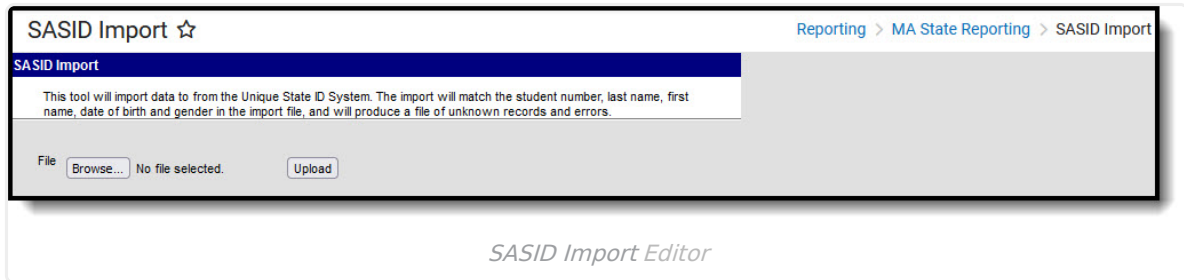 SASID Import ☆
Reporting > MA State Reporting > SASID Import
SASID Import
This tool will import data to from the Unique State ID System. The import will match the student number, last name, first
name, date of birth and gender in the import file, and will produce a file of unknown records and errors.
File Browse... No file selected. Upload
SASID Import Editor